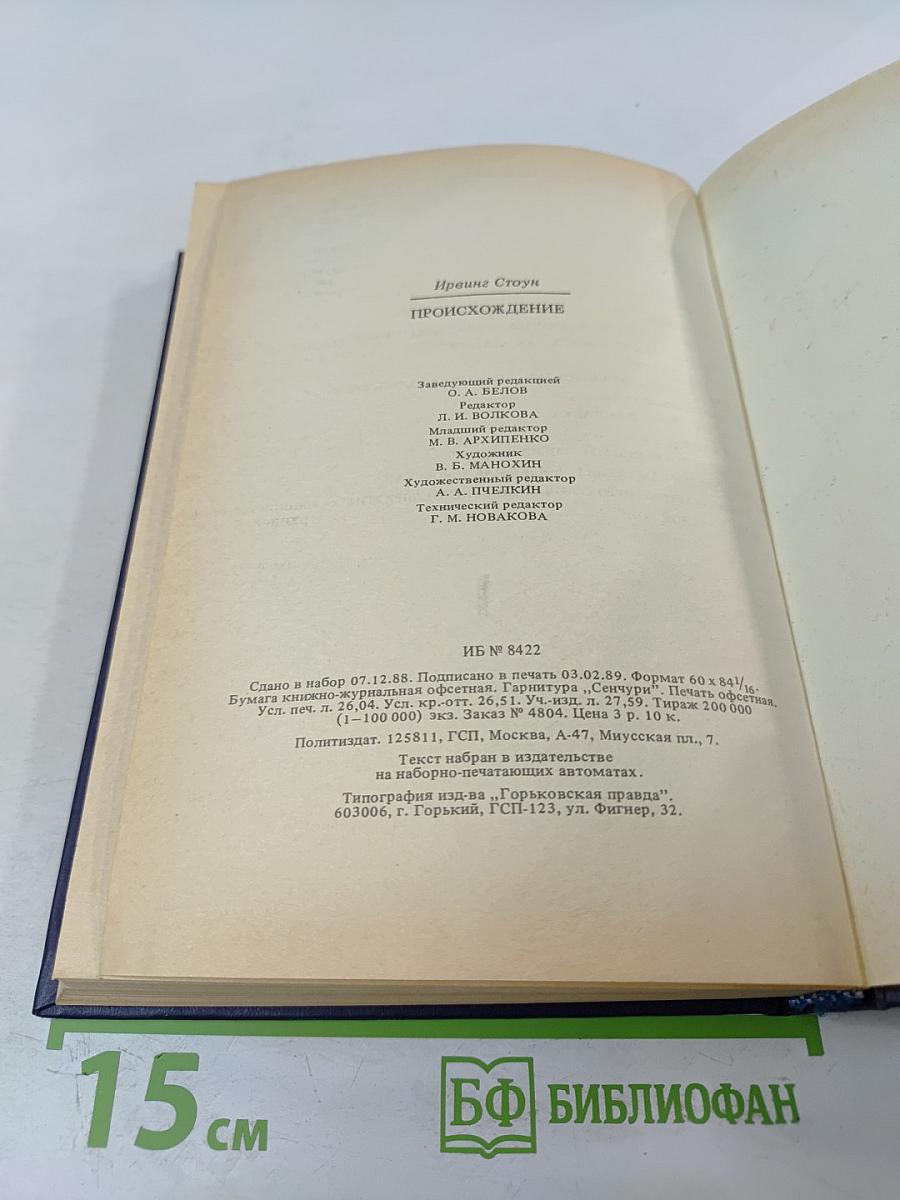 Ирвинг Стоун
ПРОИСХОЖДЕНИЕ
Заведующий редакцией
О. А. БЕЛОВ
Редактор
Л. И. ВОЛКОВА
Младший редактор
М. В. АРХИПЕНКО
Художник
В. Б. МАНОХИН
Художественный редактор
А. А. ПЧЕЛКИН
Технический редактор
Г. М. НОВАКОВА
ИБ № 8422
Сдано в набор 07.12.88. Подписано в печать 03.02.89. Формат 60 х 84 1/16.
Бумага книжно-журнальная офсетная. Гарнитура „Сенчури”. Печать офсетная.
Усл. печ. л. 26,04. Усл. кр.-отт. 26,51. Уч.-изд. л. 27,59. Тираж 200 000
(1—100 000) экз. Заказ № 4804. Цена 3 р. 10 к.
Политиздат. 125811, ГСП, Москва, А-47, Миусская пл., 7.
Текст набран в издательстве
на наборно-печатающих автоматах.
Типография изд-ва „Горьковская правда”.
603006, г. Горький, ГСП-123, ул. Фигнер, 32.
15 см
БФ БИБЛИОФАН